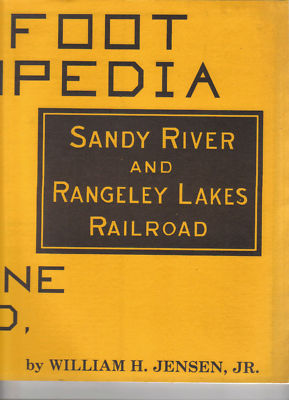 FOOT
PEDIA
SANDY RIVER
AND
RANGELEY LAKES
RAILROAD
NE
,
by WILLIAM H. JENSEN, JR.